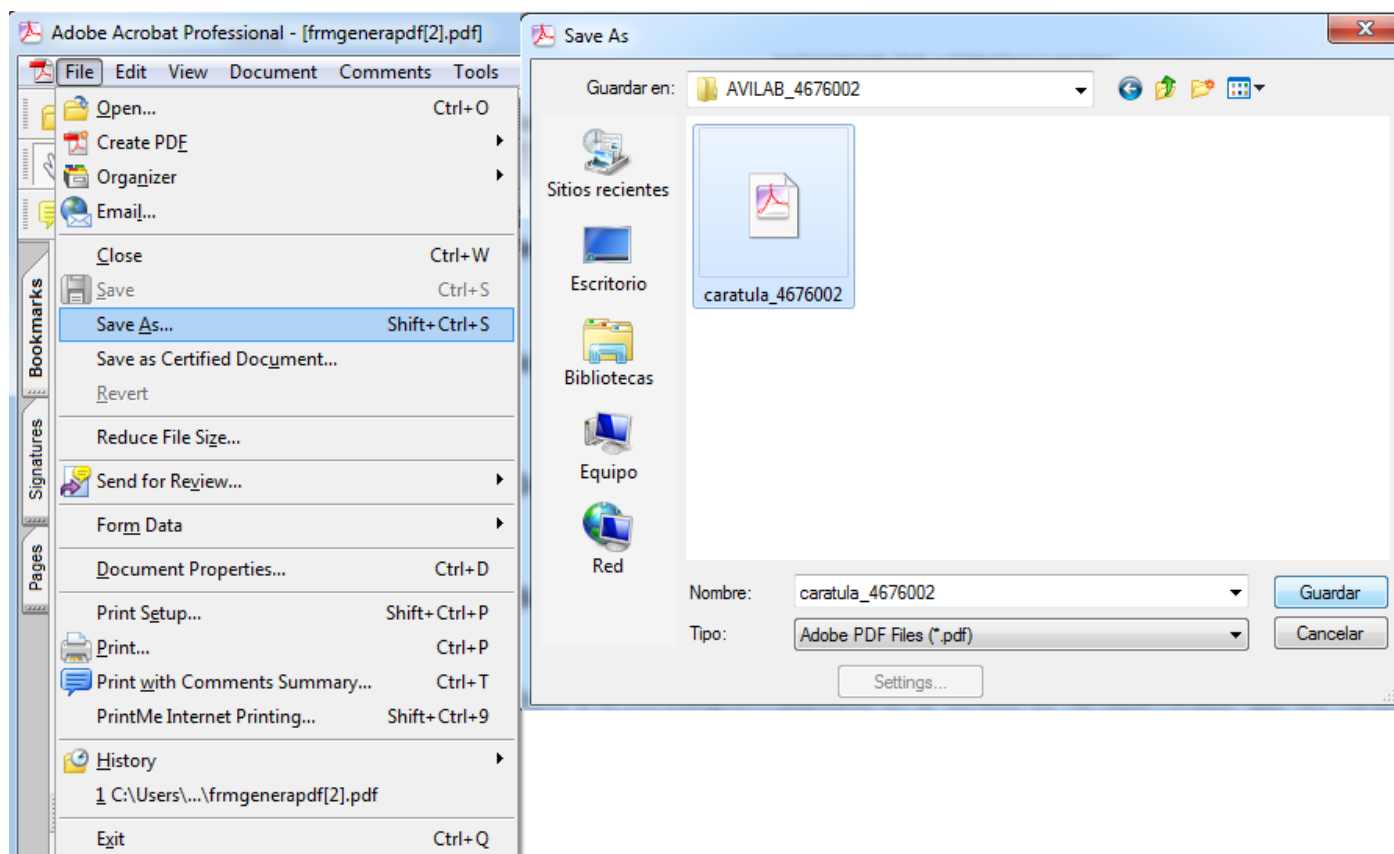 Adobe Acrobat Professional - [frmgenerapdf[2].pdf]
File Edit View Document Comments Tools
Open... Ctrl+O
Create PDF
Organizer
Email...
Close Ctrl+W
Save Ctrl+S
Save As... Shift+Ctrl+S
Save as Certified Document...
Revert
Reduce File Size...
Send for Review...
Form Data
Document Properties... Ctrl+D
Print Setup... Shift+Ctrl+P
Print... Ctrl+P
Print with Comments Summary... Ctrl+T
PrintMe Internet Printing... Shift+Ctrl+9
History
1 C:\Users\...\frmgenerapdf[2].pdf
Exit Ctrl+Q
Bookmarks
Signatures
Pages
Save As
Guardar en: AVILAB_4676002
Sitios recientes
Escritorio
Bibliotecas
Equipo
Red
caratula_4676002
Nombre: caratula_4676002 Guardar
Tipo: Adobe PDF Files (*.pdf) Cancelar
Settings...